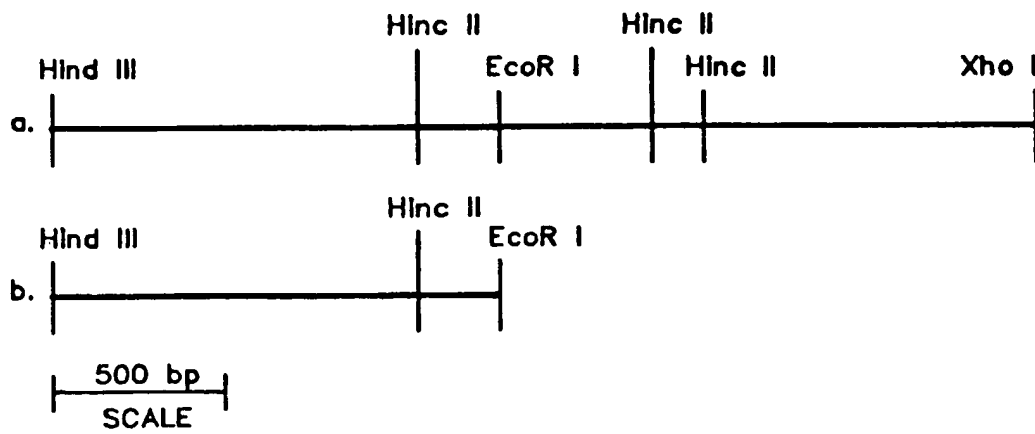 Hinc II Hinc II
Hind III EcoR I Hinc II Xho I
a.
Hinc II
Hind III EcoR I
b.
500 bp
SCALE